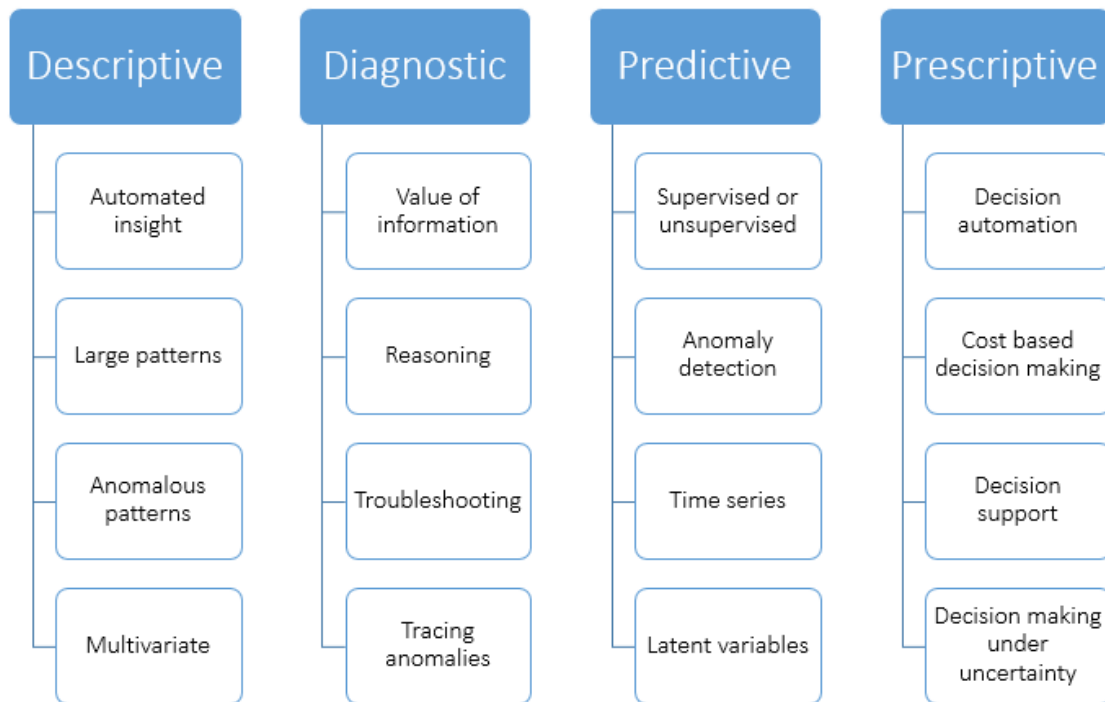 Descriptive
Automated
insight
Large patterns
Anomalous
patterns
Multivariate
Diagnostic
Value of
information
Reasoning
Troubleshooting
Tracing
anomalies
Predictive
Supervised or
unsupervised
Anomaly
detection
Time series
Latent variables
Prescriptive
Decision
automation
Cost based
decision making
Decision
support
Decision making
under
uncertainty